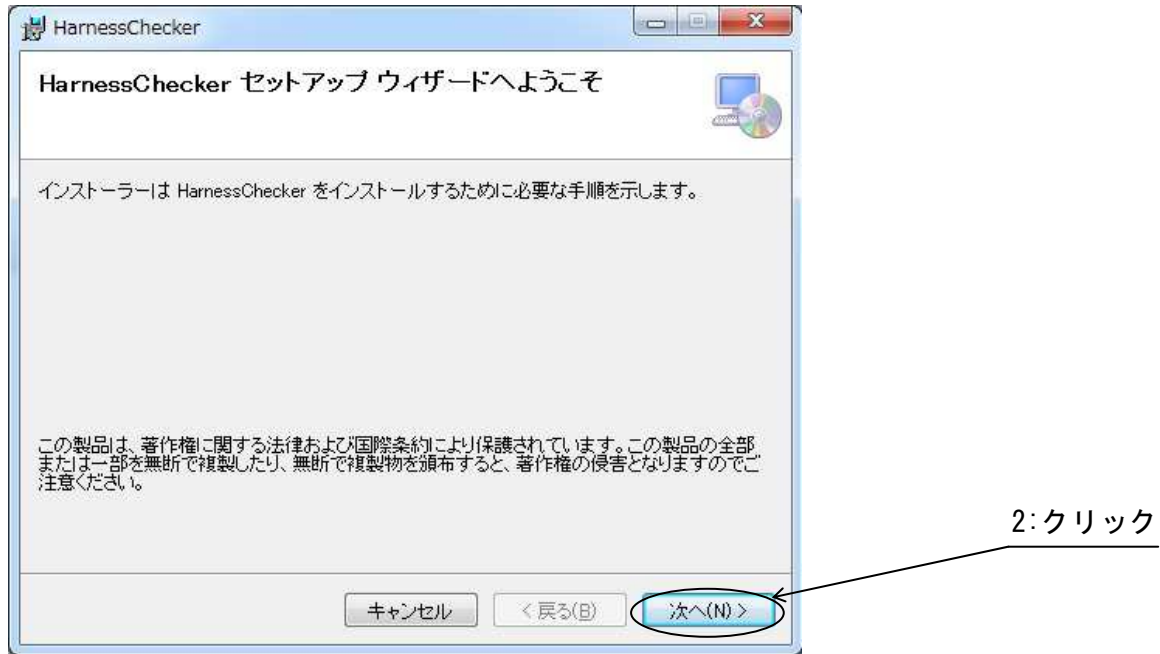 HarnessChecker
HarnessChecker セットアップ ウィザードへようこそ
インストーラーは HarnessChecker をインストールするために必要な手順を示します。
この製品は、著作権に関する法律および国際条約により保護されています。この製品の全部
または一部を無断で複製したり、無断で複製物を頒布すると、著作権の侵害となりますのでご
注意ください。
2:クリック
キャンセル
< 戻る(B)
次へ(N) >